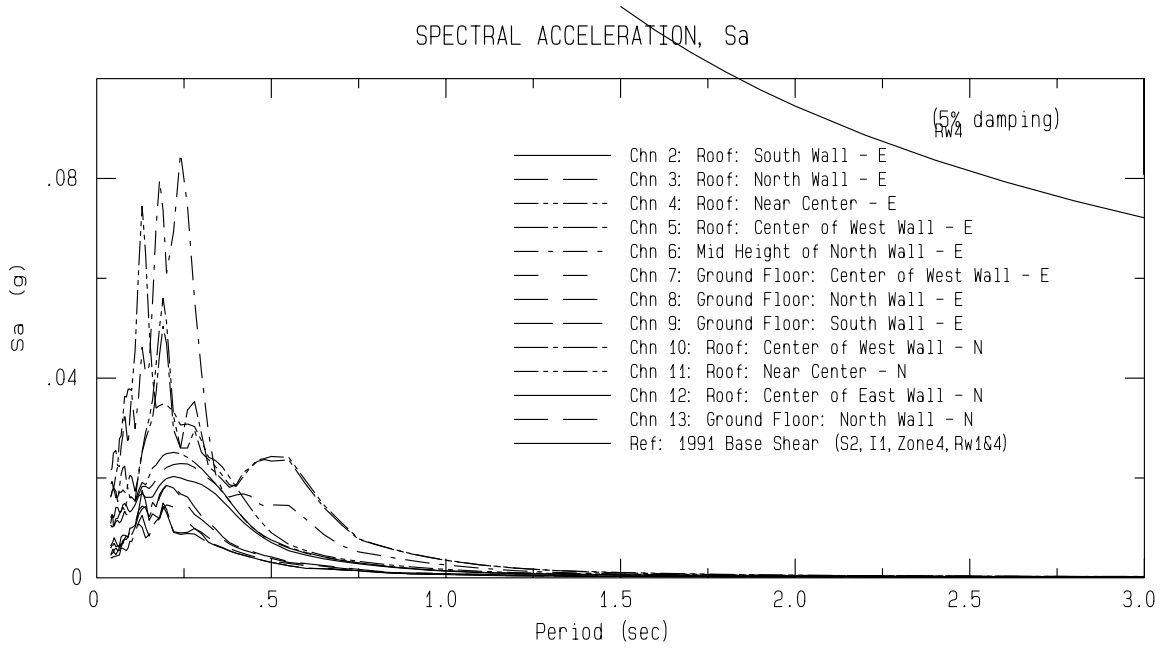 SPECTRAL ACCELERATION, Sa
(5% damping)
Rw4
Chn 2: Roof: South Wall - E
Chn 3: Roof: North Wall - E
Chn 4: Roof: Near Center - E
Chn 5: Roof: Center of West Wall - E
Chn 6: Mid Height of North Wall - E
Chn 7: Ground Floor: Center of West Wall - E
Chn 8: Ground Floor: North Wall - E
Chn 9: Ground Floor: South Wall - E
Chn 10: Roof: Center of West Wall - N
Chn 11: Roof: Near Center - N
Chn 12: Roof: Center of East Wall - N
Chn 13: Ground Floor: North Wall - N
Ref: 1991 Base Shear (S2, I1, Zone4, Rw1&4)
.08
.04
0
Sa (g)
0 .5 1.0 1.5 2.0 2.5 3.0
Period (sec)